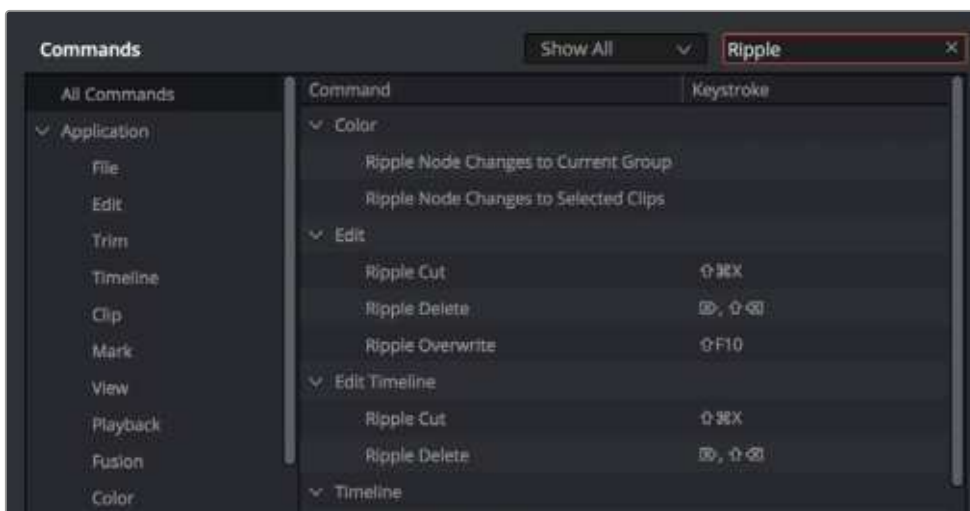 Commands
Show All
Ripple ×
All Commands
Application
File
Edit
Trim
Timeline
Clip
Mark
View
Playback
Fusion
Color
Command Keystroke
Color
Ripple Node Changes to Current Group
Ripple Node Changes to Selected Clips
Edit
Ripple Cut ⇧⌘X
Ripple Delete ⌦, ⇧⌫
Ripple Overwrite ⇧F10
Edit Timeline
Ripple Cut ⇧⌘X
Ripple Delete ⌦, ⇧⌫
Timeline